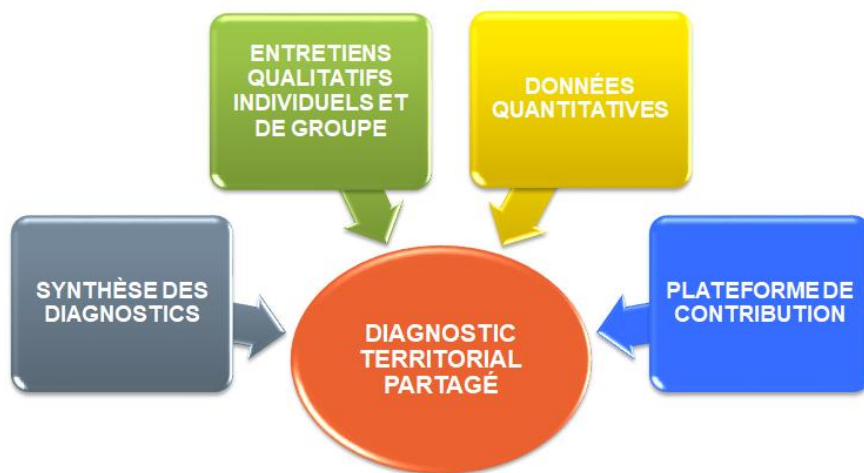 ENTRETIENS
QUALITATIFS
INDIVIDUELS ET
DE GROUPE
DONNÉES
QUANTITATIVES
SYNTHÈSE DES
DIAGNOSTICS
PLATEFORME DE
CONTRIBUTION
DIAGNOSTIC
TERRITORIAL
PARTAGÉ